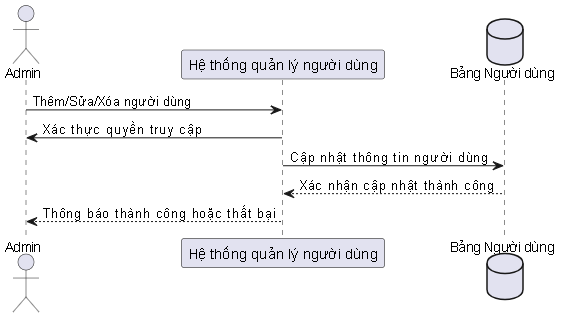 Admin
Hệ thống quản lý người dùng
Bảng Người dùng
Thêm/Sửa/Xóa người dùng
Xác thực quyền truy cập
Cập nhật thông tin người dùng
Xác nhận cập nhật thành công
Thông báo thành công hoặc thất bại
Admin
Hệ thống quản lý người dùng
Bảng Người dùng